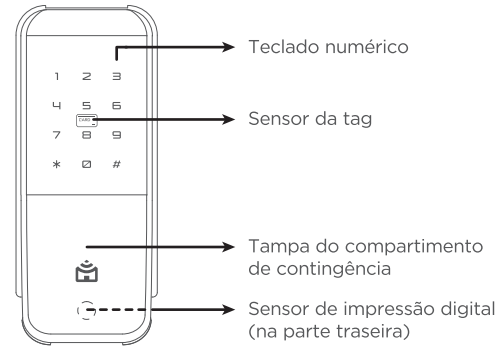 Teclado numérico
1 2 3
4 5 6
CARD
Sensor da tag
7 8 9
* 0 #
Tampa do compartimento
de contingência
Sensor de impressão digital
(na parte traseira)